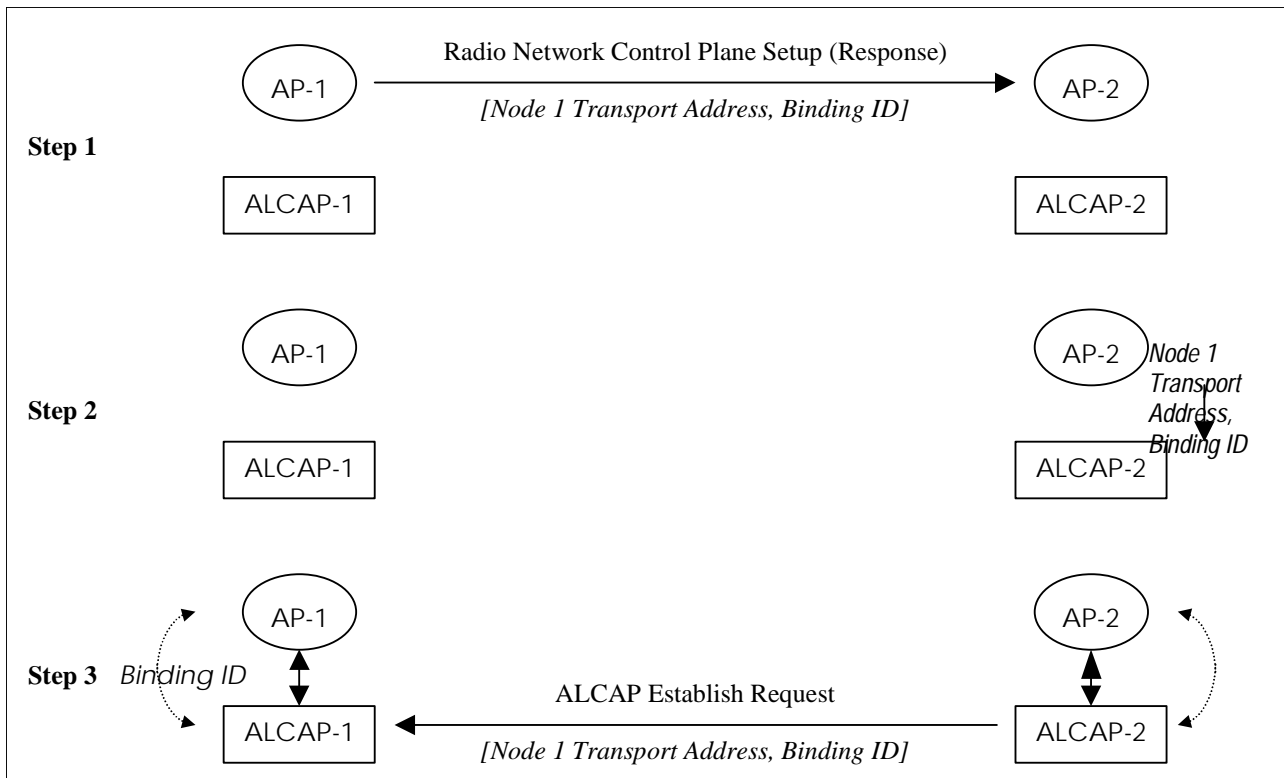 Radio Network Control Plane Setup (Response)
AP-1
AP-2
[Node 1 Transport Address, Binding ID]
Step 1
ALCAP-1
ALCAP-2
AP-1
AP-2
Node 1
Transport
Address,
Binding ID
Step 2
ALCAP-1
ALCAP-2
AP-1
AP-2
Step 3
Binding ID
ALCAP Establish Request
ALCAP-1
ALCAP-2
[Node 1 Transport Address, Binding ID]